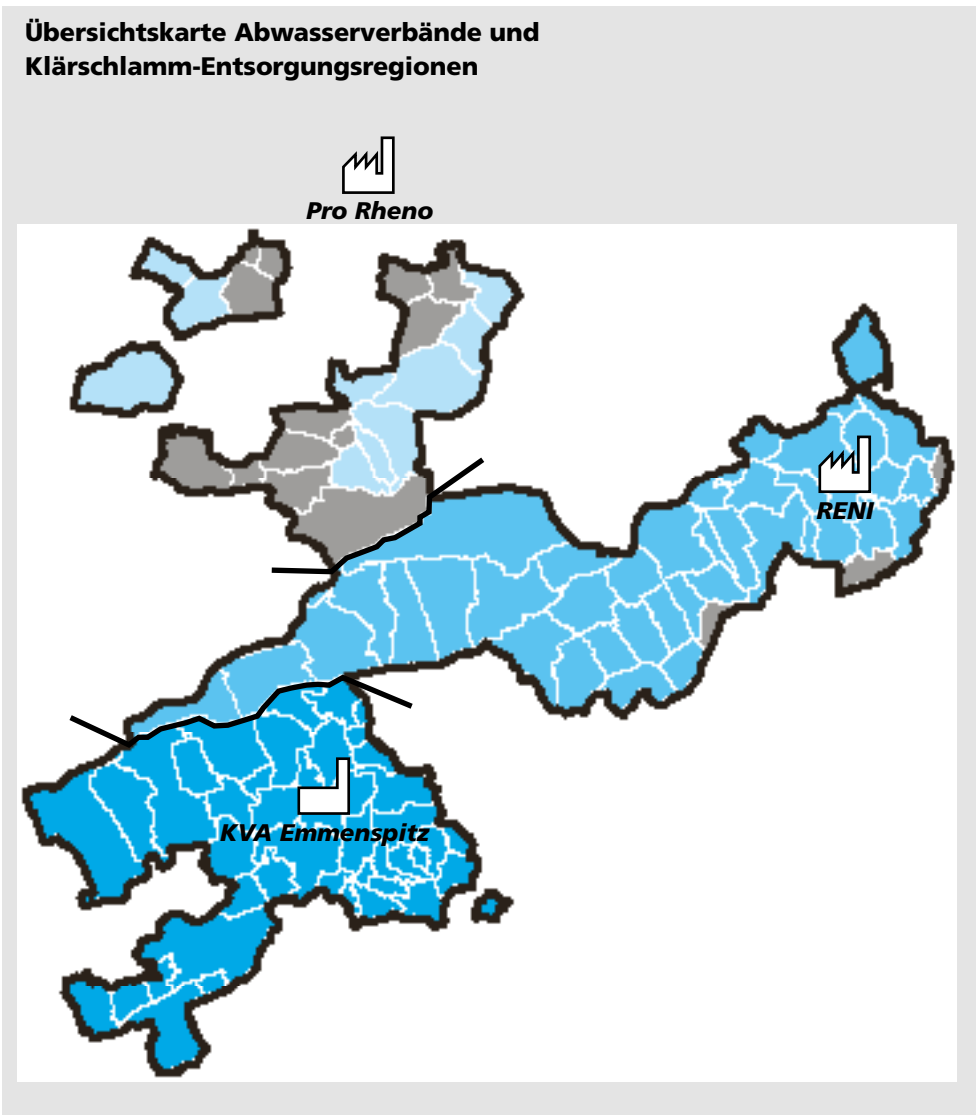 Übersichtskarte Abwasserverbände und
Klärschlamm-Entsorgungsregionen
Pro Rheno
RENI
KVA Emmenspitz